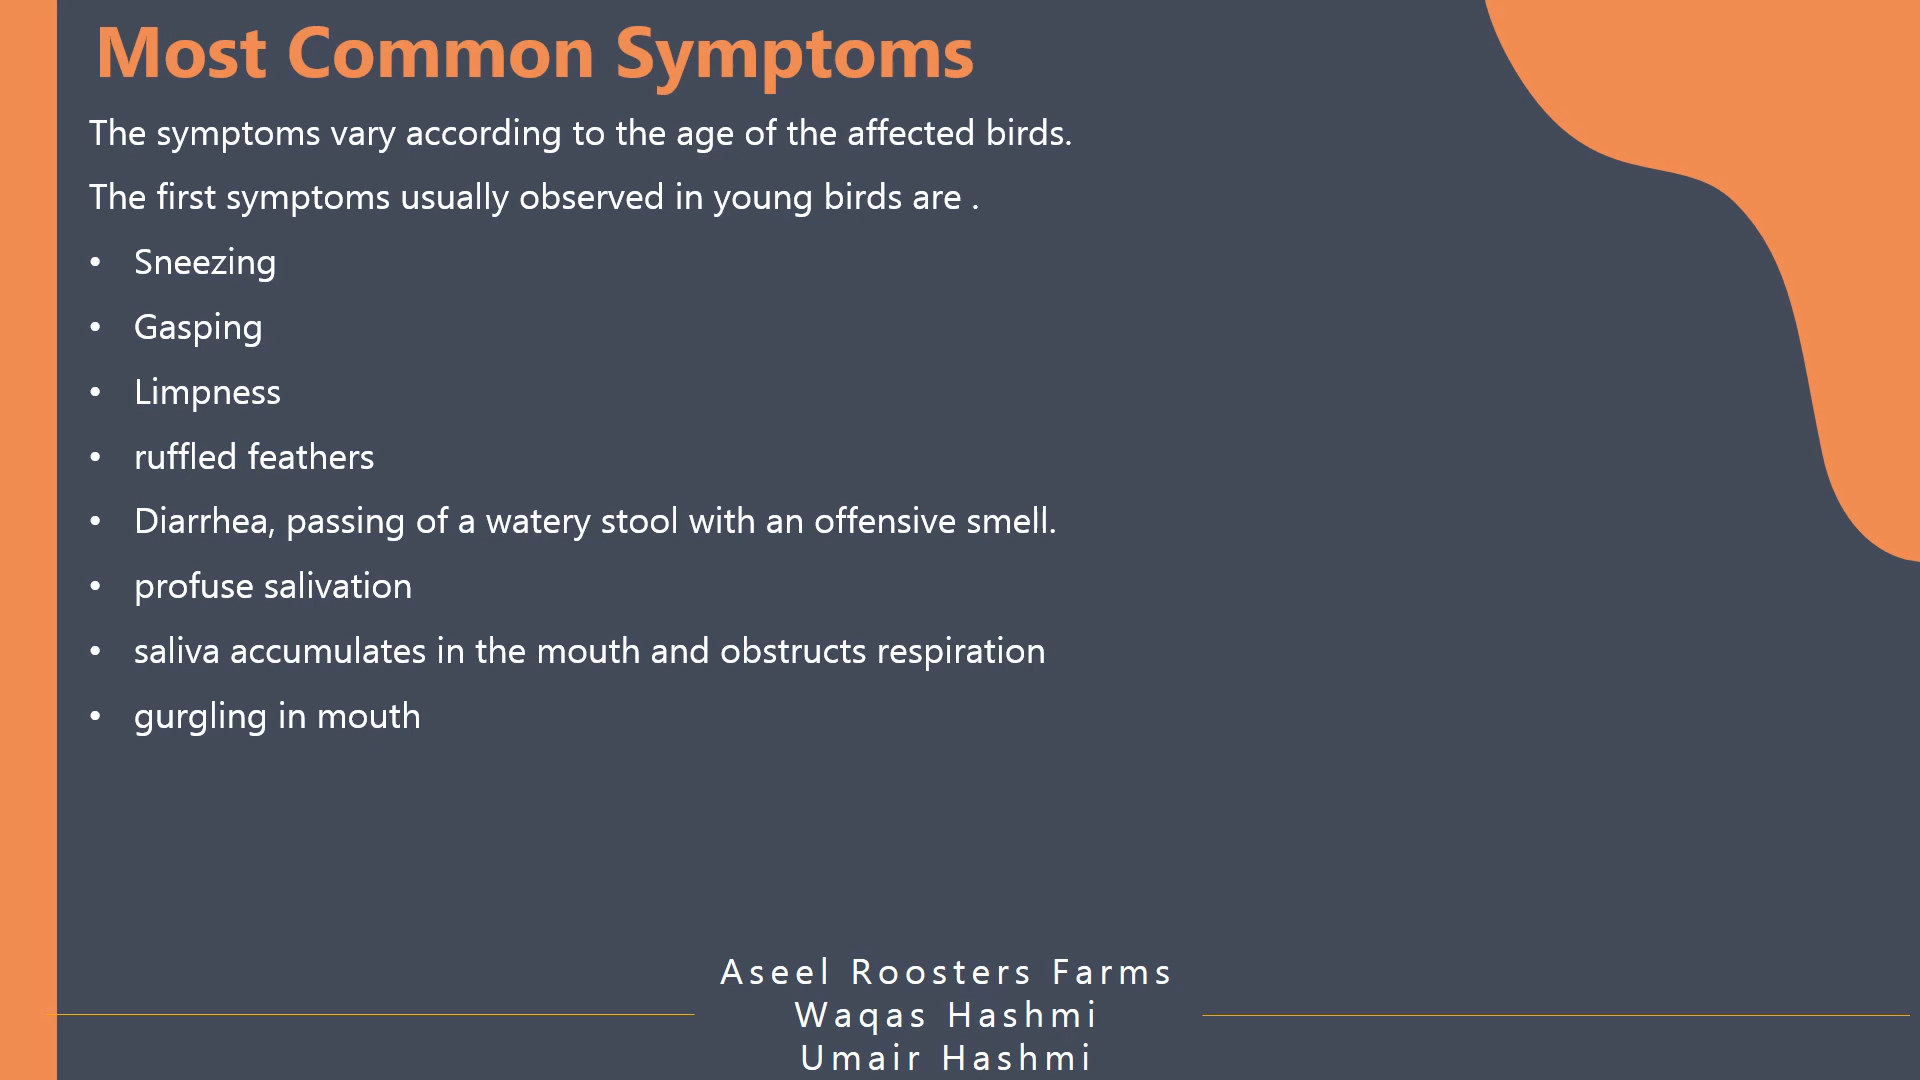 Most Common Symptoms
The symptoms vary according to the age of the affected birds.
The first symptoms usually observed in young birds are .
• Sneezing
• Gasping
• Limpness
• ruffled feathers
• Diarrhea, passing of a watery stool with an offensive smell.
• profuse salivation
• saliva accumulates in the mouth and obstructs respiration
• gurgling in mouth
Aseel Roosters Farms
Waqas Hashmi
Umair Hashmi